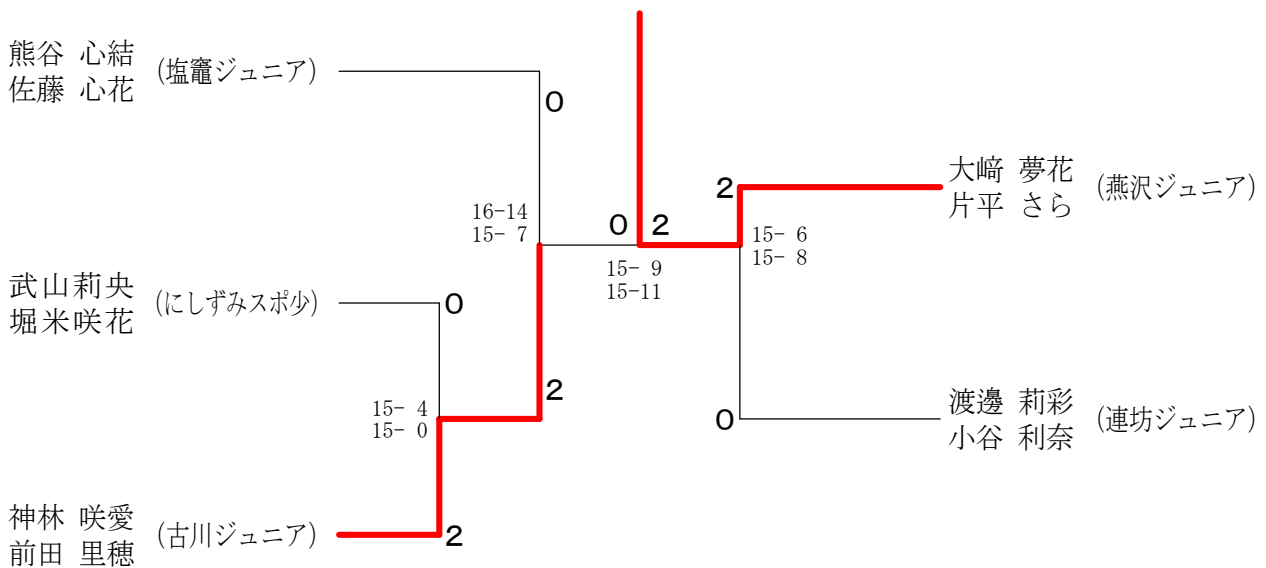 熊谷 心結
佐藤 心花
(塩竈ジュニア)
0
16-14
15- 7
武山莉央
堀米咲花
(にしずみスポ少)
0
2
15- 4
15- 0
神林 咲愛
前田 里穂
(古川ジュニア)
2
0 2
15- 9
15-11
2
大﨑 夢花
片平 さら
(燕沢ジュニア)
15- 6
15- 8
0
渡邊 莉彩
小谷 利奈
(連坊ジュニア)